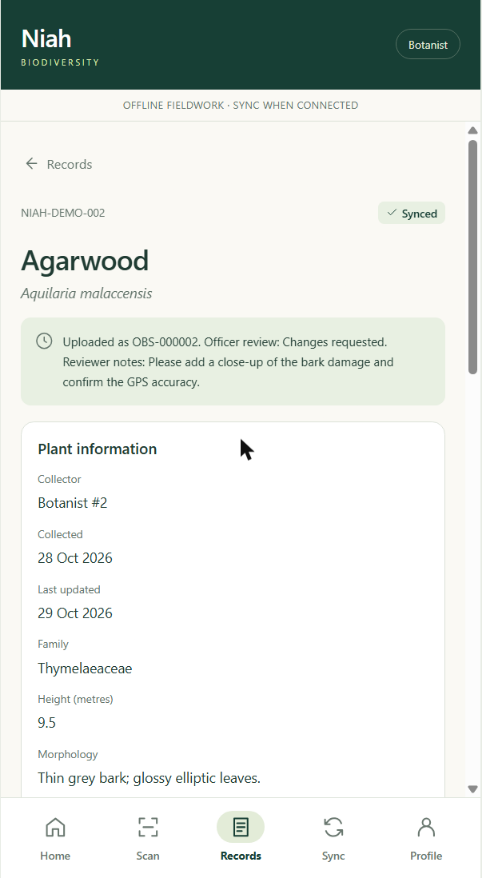 Niah
BIODIVERSITY
Botanist
OFFLINE FIELDWORK · SYNC WHEN CONNECTED
Records
NIAH-DEMO-002
Synced
Agarwood
Aquilaria malaccensis
Uploaded as OBS-000002. Officer review: Changes requested.
Reviewer notes: Please add a close-up of the bark damage and
confirm the GPS accuracy.
Plant information
Collector
Botanist #2
Collected
28 Oct 2026
Last updated
29 Oct 2026
Family
Thymelaeaceae
Height (metres)
9.5
Morphology
Thin grey bark; glossy elliptic leaves.
Home
Scan
Records
Sync
Profile